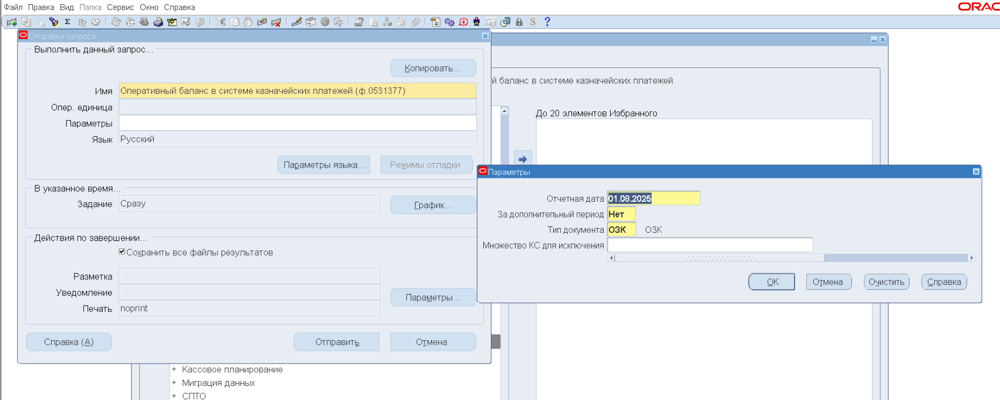 Файл Правка Вид Папка Сервис Окно Справка
ORAC
Отправка запроса
Выполнить данный запрос...
Копировать...
Имя Оперативный баланс в системе казначейских платежей (ф.0531377)
Опер. единица
Параметры
Язык Русский
Параметры языка...
Режимы отладки
В указанное время...
Задание Сразу
График...
Действия по завершении...
Сохранить все файлы результатов
Разметка
Уведомление
Параметры...
Печать noprint
Справка (А)
Отправить
Отмена
й баланс в системе казначейских платежей
До 20 элементов Избранного
Параметры
Отчетная дата 01.08.2025
За дополнительный период Нет
Тип документа ОЗК ОЗК
Множество КС для исключения
ОК
Отмена
Очистить
Справка
+ Кассовое планирование
+ Миграция данных
+ СПТО